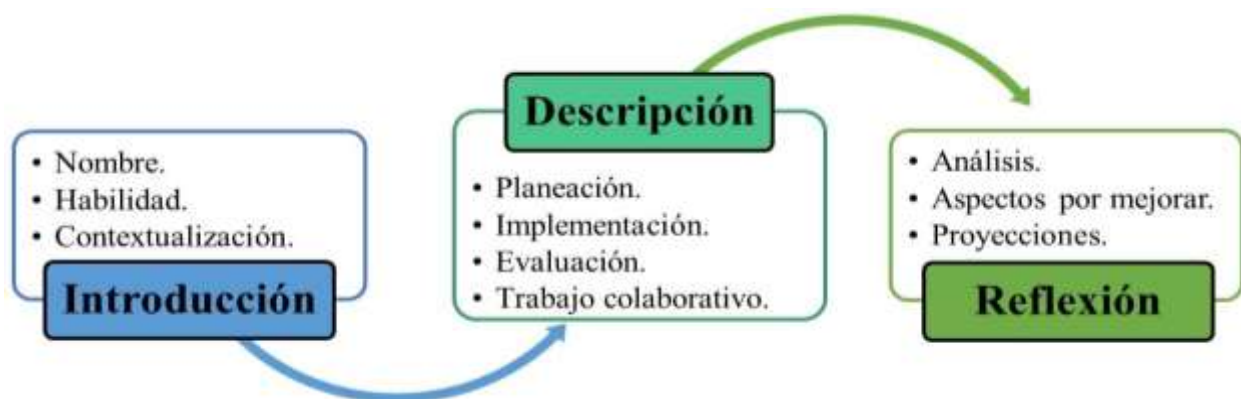 • Nombre.
• Habilidad.
• Contextualización.
Introducción
Descripción
• Planeación.
• Implementación.
• Evaluación.
• Trabajo colaborativo.
• Análisis.
• Aspectos por mejorar.
• Proyecciones.
Reflexión